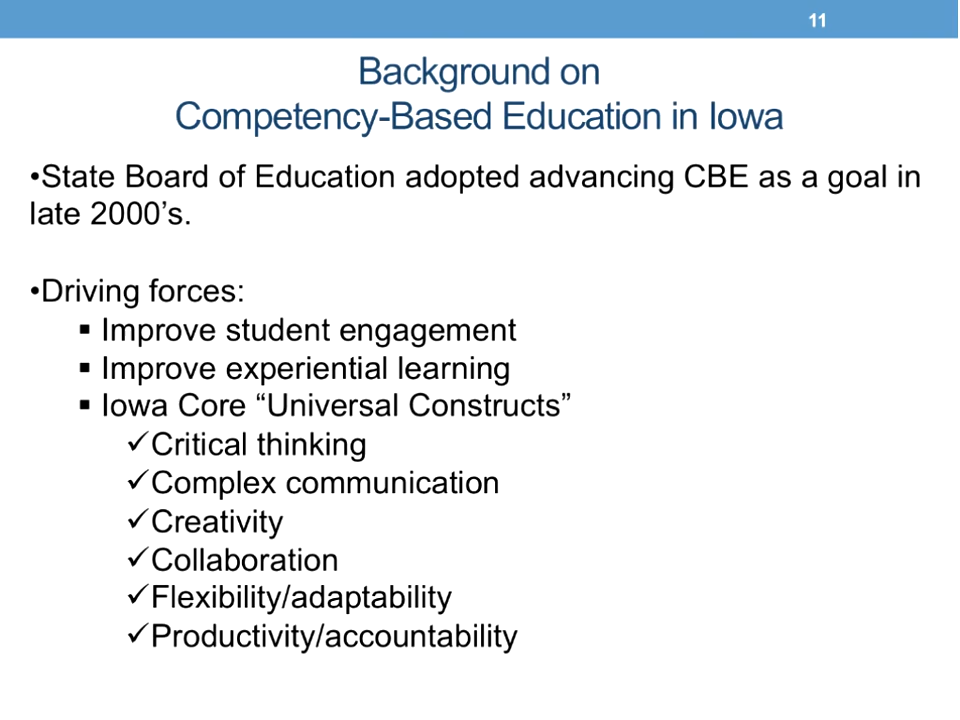 11
Background on
Competency-Based Education in Iowa
•State Board of Education adopted advancing CBE as a goal in
late 2000’s.
•Driving forces:
▪ Improve student engagement
▪ Improve experiential learning
▪ Iowa Core “Universal Constructs”
✓Critical thinking
✓Complex communication
✓Creativity
✓Collaboration
✓Flexibility/adaptability
✓Productivity/accountability